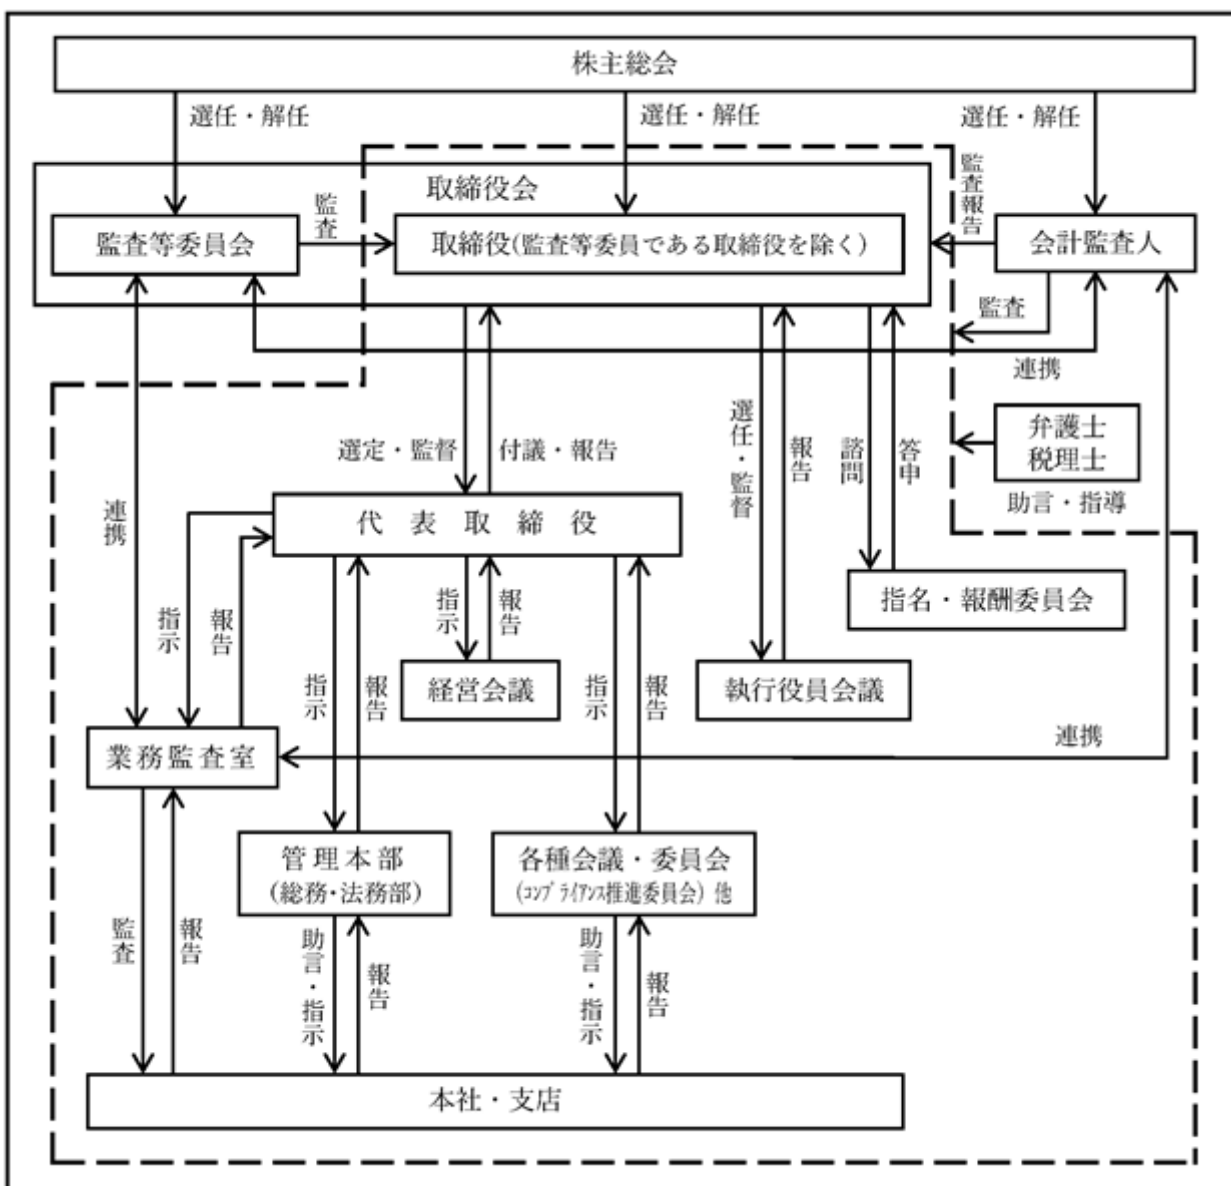 株主総会
選任・解任
選任・解任
選任・解任
取締役会
監査等委員会
監査
取締役(監査等委員である取締役を除く)
監査報告
会計監査人
監査
連携
弁護士
税理士
助言・指導
選定・監督
付議・報告
選任・監督
報告
諮問
答申
連携
代表取締役
指示
報告
指示
報告
指名・報酬委員会
経営会議
執行役員会議
指示
報告
指示
報告
業務監査室
連携
管理本部
(総務・法務部)
各種会議・委員会
(コンプライアンス推進委員会)他
監査
報告
助言・指示
報告
助言・指示
報告
本社・支店